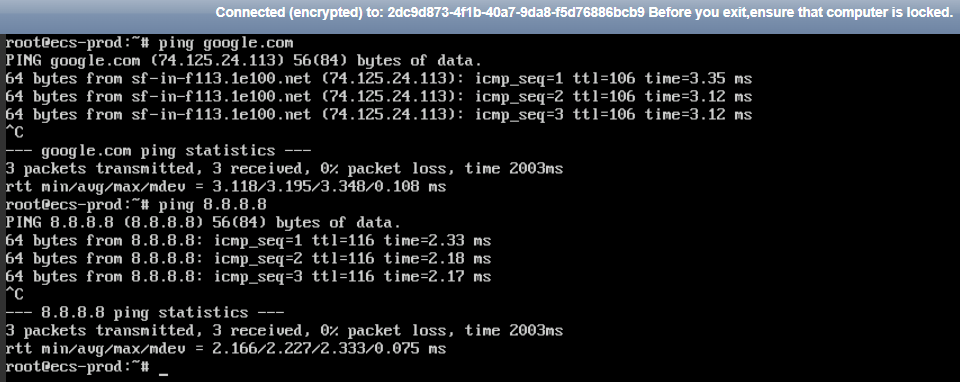 Connected (encrypted) to: 2dc9d873-4f1b-40a7-9da8-f5d76886bcb9 Before you exit,ensure that computer is locked.
root@ecs-prod:~# ping google.com
PING google.com (74.125.24.113) 56(84) bytes of data.
64 bytes from sf-in-f113.1e100.net (74.125.24.113): icmp_seq=1 ttl=106 time=3.35 ms
64 bytes from sf-in-f113.1e100.net (74.125.24.113): icmp_seq=2 ttl=106 time=3.12 ms
64 bytes from sf-in-f113.1e100.net (74.125.24.113): icmp_seq=3 ttl=106 time=3.12 ms
^C
--- google.com ping statistics ---
3 packets transmitted, 3 received, 0% packet loss, time 2003ms
rtt min/avg/max/mdev = 3.118/3.195/3.348/0.108 ms
root@ecs-prod:~# ping 8.8.8.8
PING 8.8.8.8 (8.8.8.8) 56(84) bytes of data.
64 bytes from 8.8.8.8: icmp_seq=1 ttl=116 time=2.33 ms
64 bytes from 8.8.8.8: icmp_seq=2 ttl=116 time=2.18 ms
64 bytes from 8.8.8.8: icmp_seq=3 ttl=116 time=2.17 ms
^C
--- 8.8.8.8 ping statistics ---
3 packets transmitted, 3 received, 0% packet loss, time 2003ms
rtt min/avg/max/mdev = 2.166/2.227/2.333/0.075 ms
root@ecs-prod:~# _